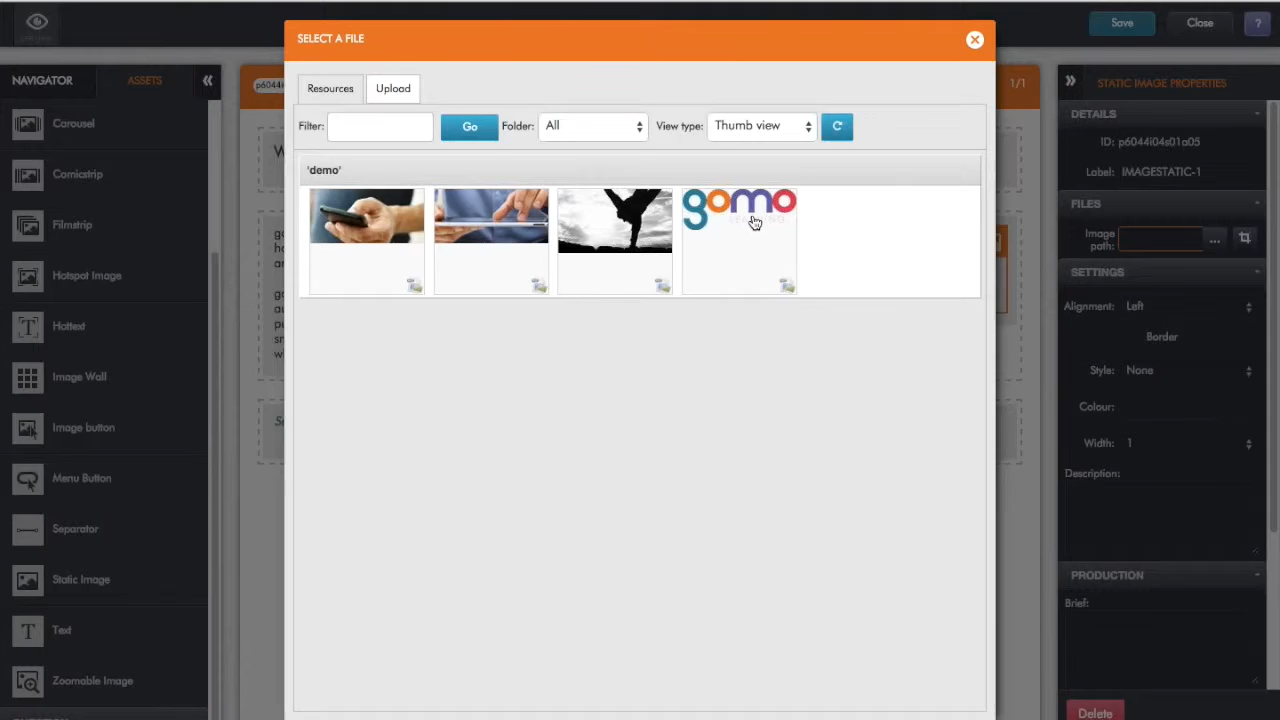 Save
Close
?
SELECT A FILE
NAVIGATOR
ASSETS
STATIC IMAGE PROPERTIES
1/1
Resources
Upload
Filter:
Go
Folder:
All
View type:
Thumb view
'demo'
gomo
Carousel
Comicstrip
Filmstrip
Hotspot Image
Hottext
Image Wall
Image button
Menu Button
Separator
Static Image
T
Text
Zoomable Image
DETAILS
ID: p6044i04s01a05
Label: IMAGESTATIC-1
FILES
Image path:
...
SETTINGS
Alignment: Left
Border
Style: None
Colour:
Width: 1
Description:
PRODUCTION
Brief:
Delete